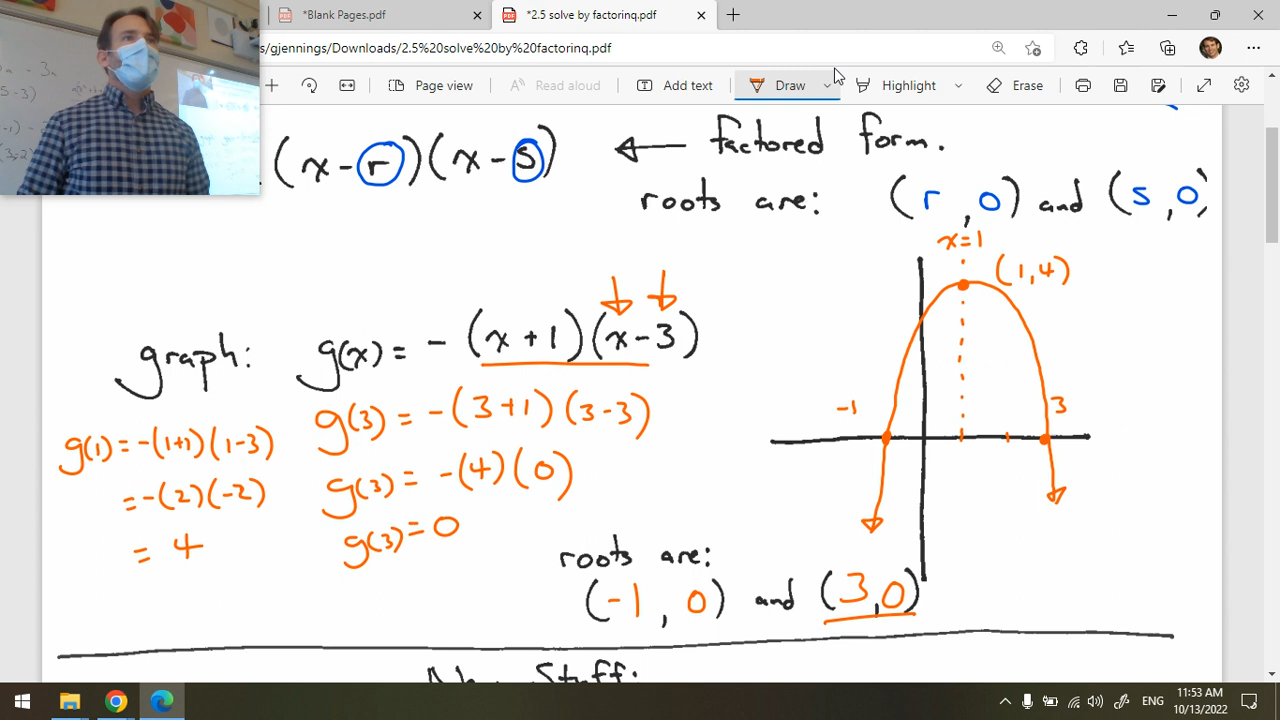 *Blank Pages.pdf
*2.5 solve by factoring.pdf
s/gjennings/Downloads/2.5%20solve%20by%20factoring.pdf
Page view
Read aloud
Add text
Draw
Highlight
Erase
(x-r)(x-s) ← factored form.
roots are: (r, 0) and (s, 0)
x=1
(1,4)
graph: g(x) = -(x+1)(x-3)
-1 3
g(3) = -(3+1)(3-3)
g(3) = -(4)(0)
g(3) = 0
g(1) = -(1+1)(1-3)
= -(2)(-2)
= 4
roots are:
(-1, 0) and (3,0)
Stuff:
ENG
11:53 AM
10/13/2022